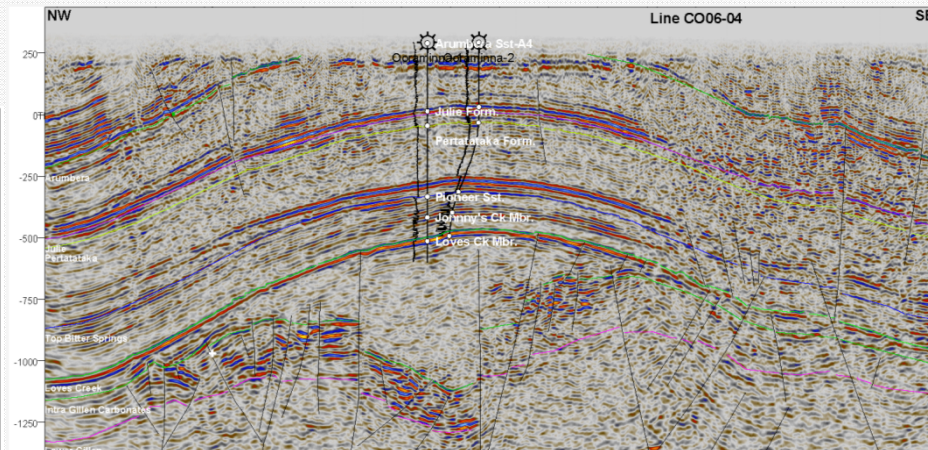 NW
Line CO06-04
SE
Arumbera Sst-A4
Ooraminna-2
250
Julie Form.
0
Pertatataka Form.
Arumbera
-250
Pioneer Sst.
Johnny's Ck Mbr.
Loves Ck Mbr.
-500
Julie
Pertatataka
-750
Top Bitter Springs
-1000
Loves Creek
Intra Gillen Carbonates
-1250